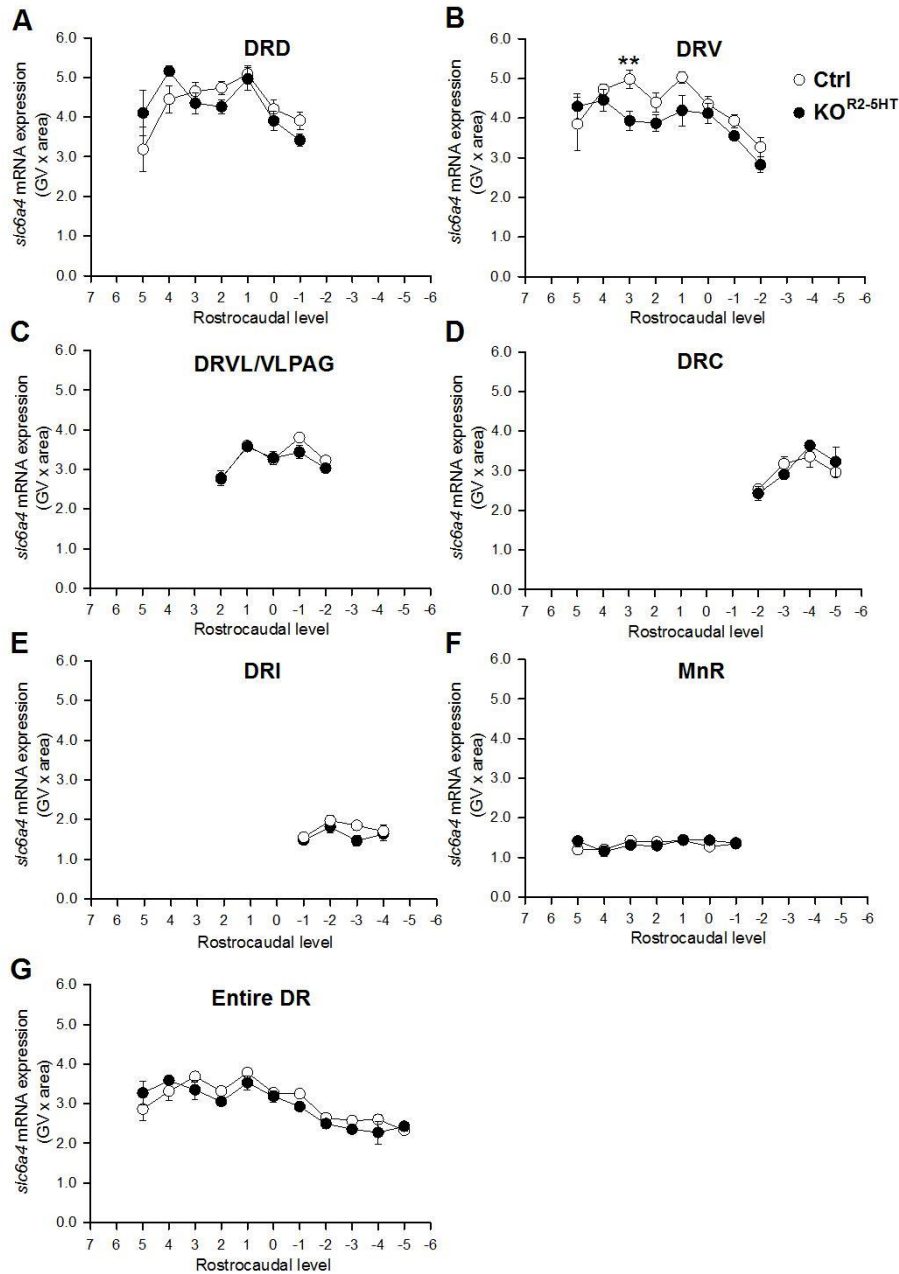 A
DRD
slc6a4 mRNA expression
(GV x area)
6.0
5.0
4.0
3.0
2.0
1.0
0.0
7 6 5 4 3 2 1 0 -1 -2 -3 -4 -5 -6
Rostrocaudal level
B
DRV
**
Ctrl
KO^R2-5HT
slc6a4 mRNA expression
(GV x area)
6.0
5.0
4.0
3.0
2.0
1.0
0.0
7 6 5 4 3 2 1 0 -1 -2 -3 -4 -5 -6
Rostrocaudal level
C
DRVL/VLPAG
slc6a4 mRNA expression
(GV x area)
6.0
5.0
4.0
3.0
2.0
1.0
0.0
7 6 5 4 3 2 1 0 -1 -2 -3 -4 -5 -6
Rostrocaudal level
D
DRC
slc6a4 mRNA expression
(GV x area)
6.0
5.0
4.0
3.0
2.0
1.0
0.0
7 6 5 4 3 2 1 0 -1 -2 -3 -4 -5 -6
Rostrocaudal level
E
DRI
slc6a4 mRNA expression
(GV x area)
6.0
5.0
4.0
3.0
2.0
1.0
0.0
7 6 5 4 3 2 1 0 -1 -2 -3 -4 -5 -6
Rostrocaudal level
F
MnR
slc6a4 mRNA expression
(GV x area)
6.0
5.0
4.0
3.0
2.0
1.0
0.0
7 6 5 4 3 2 1 0 -1 -2 -3 -4 -5 -6
Rostrocaudal level
G
Entire DR
slc6a4 mRNA expression
(GV x area)
6.0
5.0
4.0
3.0
2.0
1.0
0.0
7 6 5 4 3 2 1 0 -1 -2 -3 -4 -5 -6
Rostrocaudal level